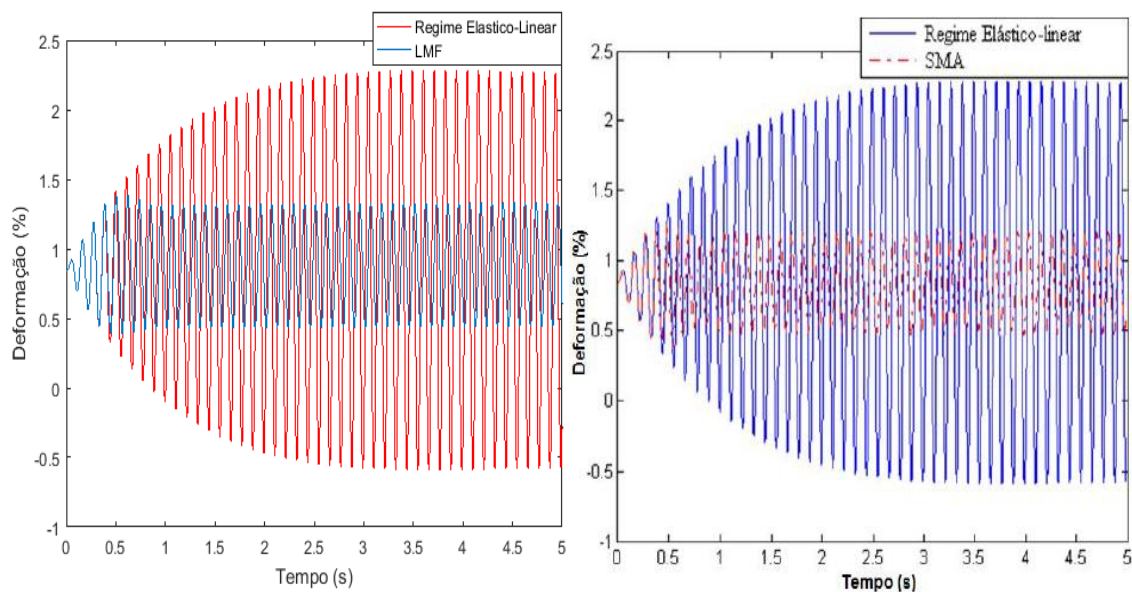 Regime Elastico-Linear
LMF
2.5
2
1.5
1
0.5
0
-0.5
-1
Deformação (%)
0 0.5 1 1.5 2 2.5 3 3.5 4 4.5 5
Tempo (s)
Regime Elástico-linear
SMA
2.5
2
1.5
1
0.5
0
-0.5
-1
Deformação (%)
0 0.5 1 1.5 2 2.5 3 3.5 4 4.5 5
Tempo (s)